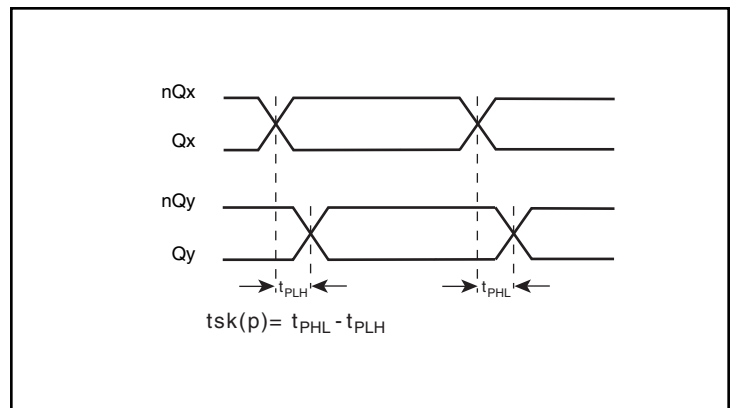 nQx
Qx
nQy
Qy
tPLH tPHL
tsk(p)= tPHL - tPLH